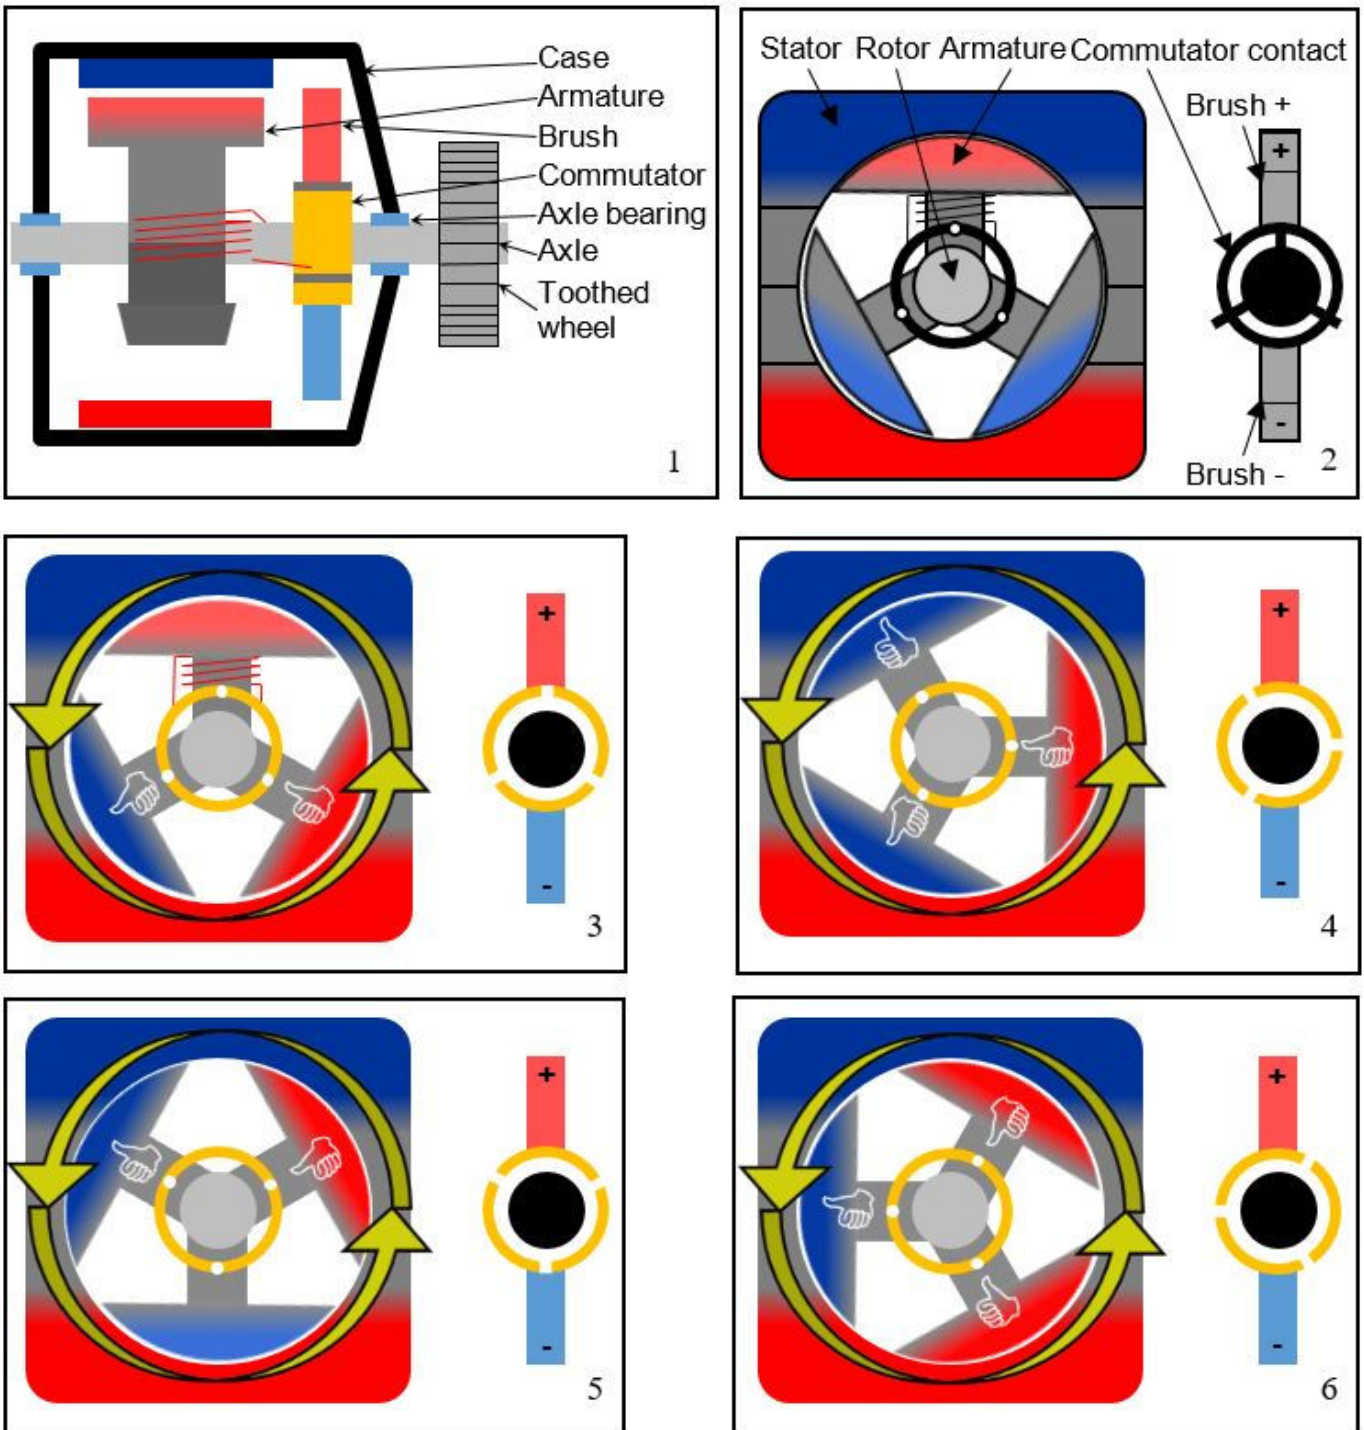 Case
Armature
Brush
Commutator
Axle bearing
Axle
Toothed
wheel
1
Stator Rotor Armature Commutator contact
Brush +
+
-
Brush -
2
+
-
3
+
-
4
+
-
5
+
-
6